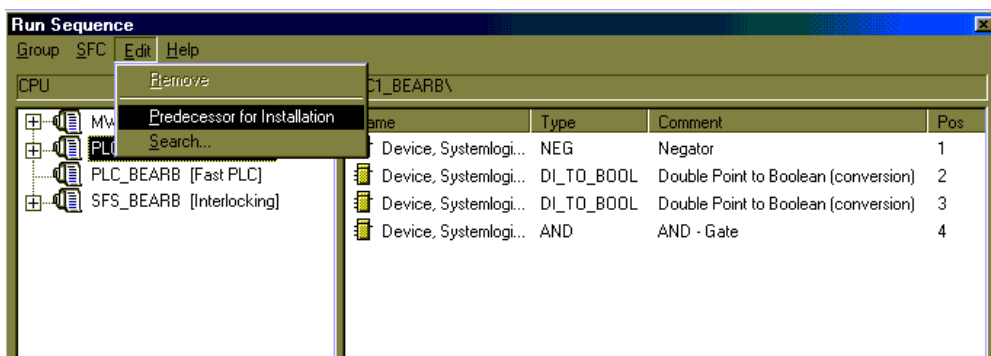 Run Sequence
Group SFC Edit Help
CPU
Remove
C1_BEARB\
Predecessor for Installation
Search...
ame Type Comment Pos
Device, Systemlogi... NEG Negator 1
PLC_BEARB [Fast PLC] Device, Systemlogi... DI_TO_BOOL Double Point to Boolean (conversion) 2
SFS_BEARB [Interlocking] Device, Systemlogi... DI_TO_BOOL Double Point to Boolean (conversion) 3
Device, Systemlogi... AND AND - Gate 4